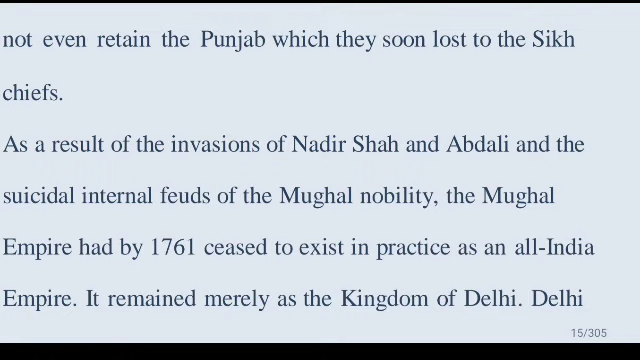 not even retain the Punjab which they soon lost to the Sikh
chiefs.
As a result of the invasions of Nadir Shah and Abdali and the
suicidal internal feuds of the Mughal nobility, the Mughal
Empire had by 1761 ceased to exist in practice as an all-India
Empire. It remained merely as the Kingdom of Delhi. Delhi
15/305